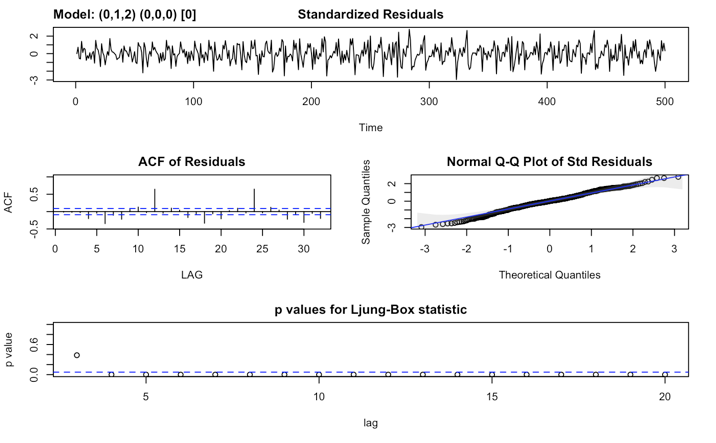 Model: (0,1,2) (0,0,0) [0] Standardized Residuals
2
0
-3
0 100 200 300 400 500
Time
ACF of Residuals
ACF
0.5
-0.5
0 5 10 15 20 25 30
LAG
Normal Q-Q Plot of Std Residuals
Sample Quantiles
2
0
-3
-3 -2 -1 0 1 2 3
Theoretical Quantiles
p values for Ljung-Box statistic
p value
0.6
0.0
5 10 15 20
lag